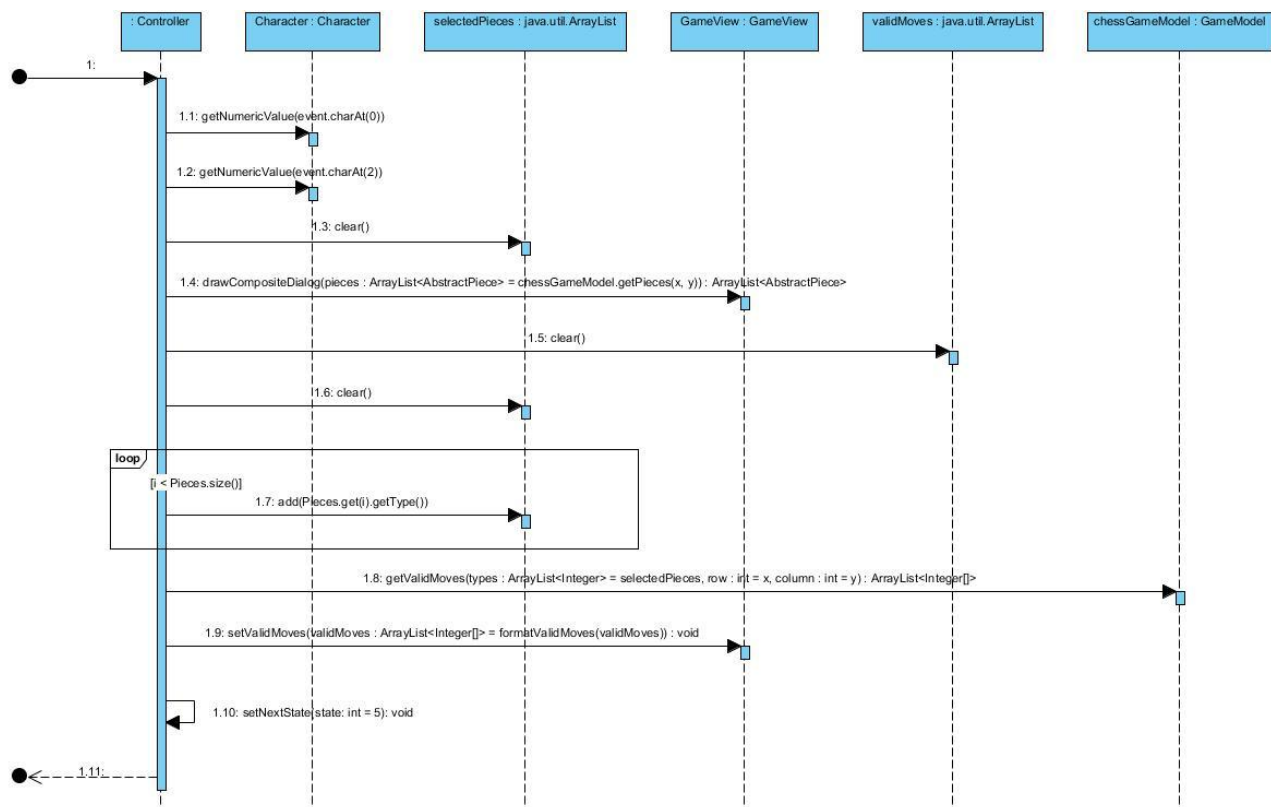 : Controller
Character : Character
selectedPieces : java.util.ArrayList
GameView : GameView
validMoves : java.util.ArrayList
chessGameModel : GameModel
1:
1.1: getNumericValue(event.charAt(0))
1.2: getNumericValue(event.charAt(2))
1.3: clear()
1.4: drawCompositeDialog(pieces : ArrayList<AbstractPiece> = chessGameModel.getPieces(x, y)) : ArrayList<AbstractPiece>
1.5: clear()
1.6: clear()
loop
[i < Pieces.size()]
1.7: add(Pieces.get(i).getType())
1.8: getValidMoves(types : ArrayList<Integer> = selectedPieces, row : int = x, column : int = y) : ArrayList<Integer[]>
1.9: setValidMoves(validMoves : ArrayList<Integer[]> = formatValidMoves(validMoves)) : void
1.10: setNextState(state: int = 5): void
1.11: